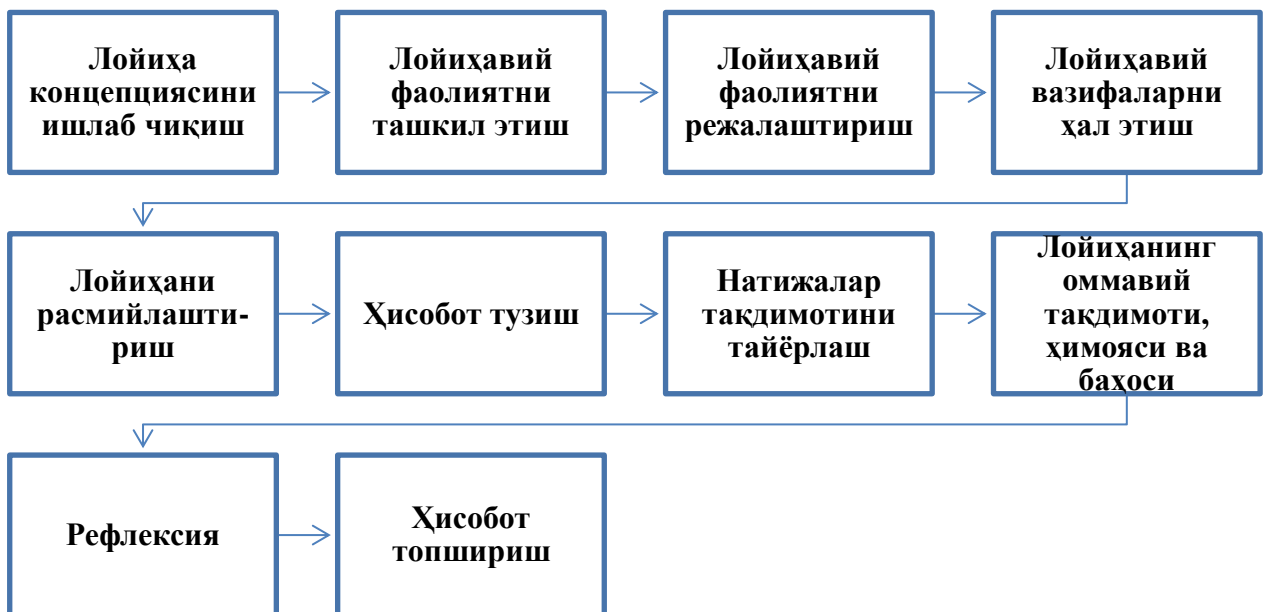 Лойиҳа
концепциясини
ишлаб чиқиш
Лойиҳавий
фаолиятни
ташкил этиш
Лойиҳавий
фаолиятни
режалаштириш
Лойиҳавий
вазифаларни
ҳал этиш
Лойиҳани
расмийлашти-
риш
Ҳисобот тузиш
Натижалар
тақдимотини
тайёрлаш
Лойиҳанинг
оммавий
тақдимоти,
ҳимояси ва
баҳоси
Рефлексия
Ҳисобот
топшириш